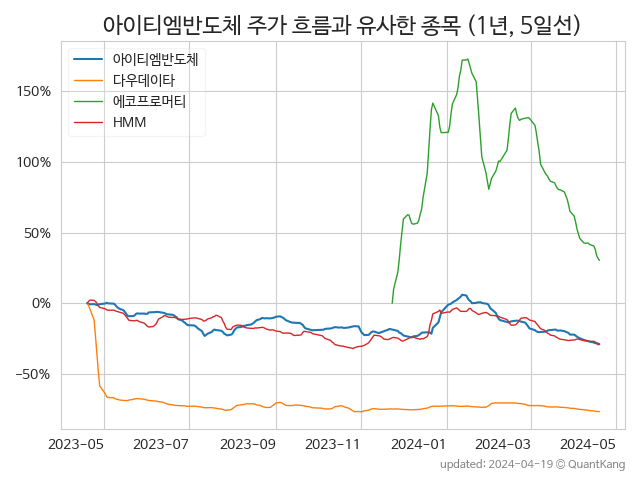 아이티엠반도체 주가 흐름과 유사한 종목 (1년, 5일선)
아이티엠반도체
다우데이타
에코프로머티
HMM
150%
100%
50%
0%
−50%
2023-05 2023-07 2023-09 2023-11 2024-01 2024-03 2024-05
updated: 2024-04-19 © QuantKang